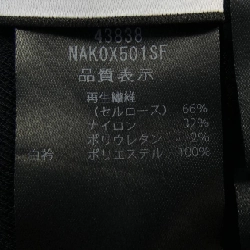 43838
NAKOX501SF
品質表示
再生繊維
(セルロース) 66%
ナイロン 32%
ポリウレタン 2%
ポリエステル 100%